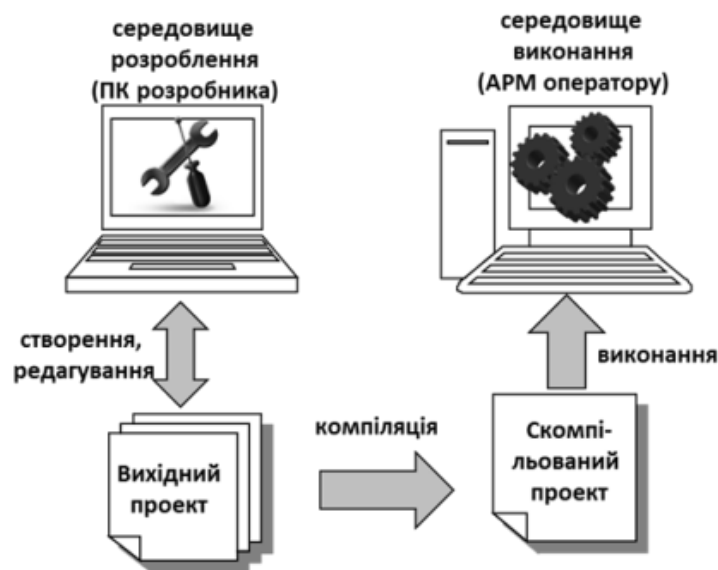 середовище
розроблення
(ПК розробника)
середовище
виконання
(АРМ оператору)
створення,
редагування
виконання
компіляція
Вихідний
проект
Скомпі-
льований
проект